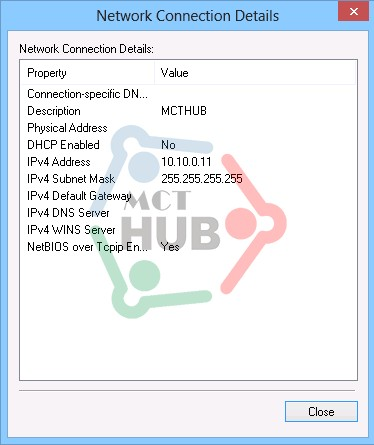 Network Connection Details
Network Connection Details:
Property Value
Connection-specific DN...
Description MCTHUB
Physical Address
DHCP Enabled No
IPv4 Address 10.10.0.11
IPv4 Subnet Mask 255.255.255.255
IPv4 Default Gateway
IPv4 DNS Server
IPv4 WINS Server
NetBIOS over Tcpip En... Yes
MCT
HUB
Close